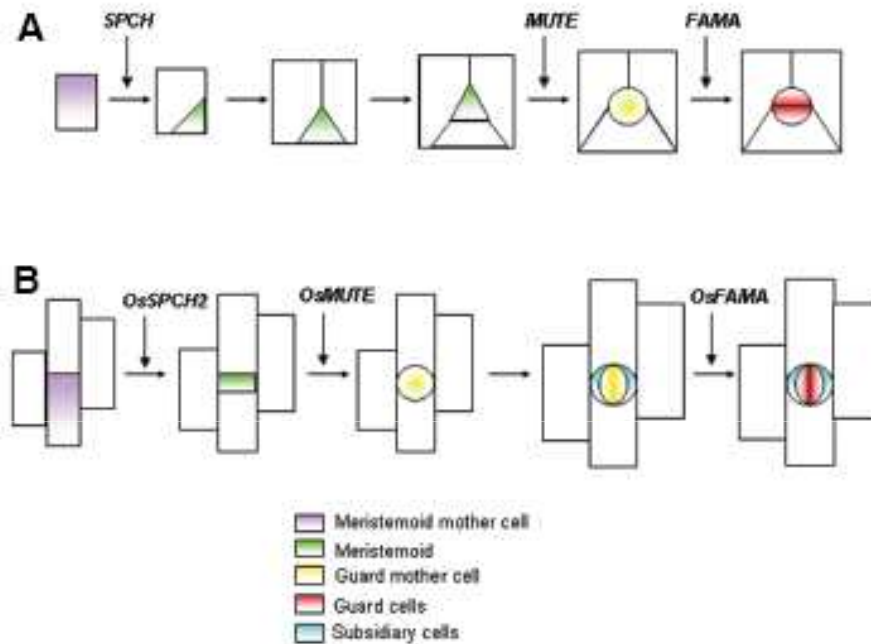 A
SPCH
MUTE
FAMA
B
OsSPCH2
OsMUTE
OsFAMA
Meristemoid mother cell
Meristemoid
Guard mother cell
Guard cells
Subsidiary cells